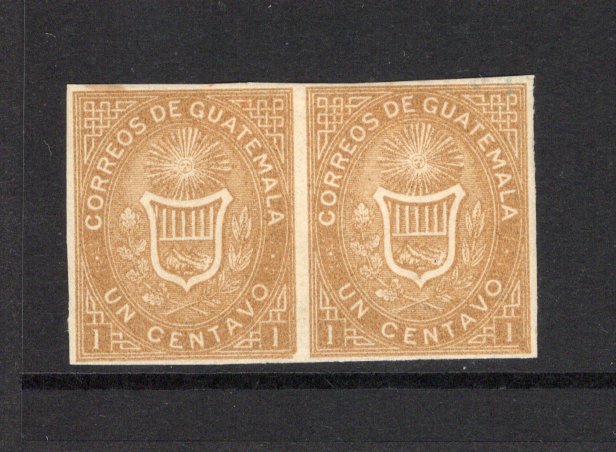 CORREOS DE GUATEMALA
UN CENTAVO
1 1
CORREOS DE GUATEMALA
UN CENTAVO
1 1